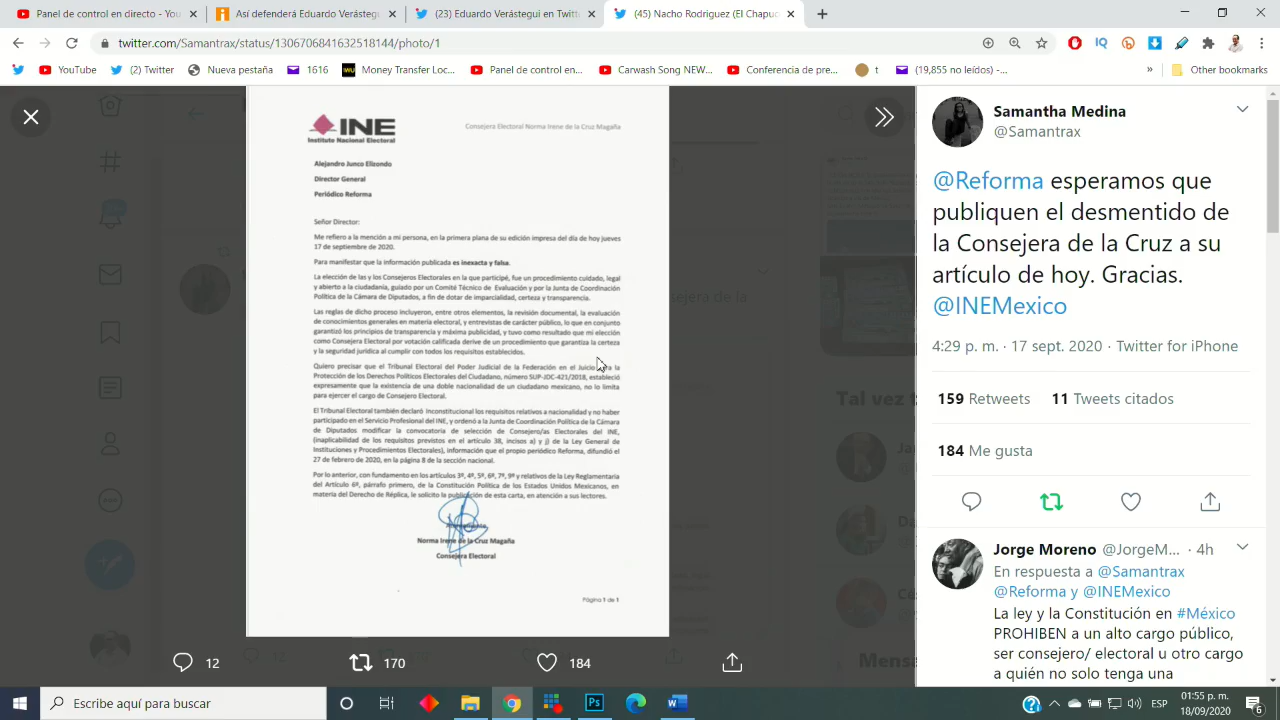 Panel de control directo - You
El defensor
(23) Delfina Gómez en
(45) Nacho Rodríguez El Chapuc
twitter.com/Samantrax/status/1306706841632518144/photo/1
YouTube
(2) Twitter
Nueva pestaña
1616
Money Transfer Loc...
Panel de control en...
Carwash Song NEW...
Conferencia de pre...
t
(19,855 no leídos) -...
»
Other bookmarks
INE
Instituto Nacional Electoral
Consejera Electoral Norma Irene de la Cruz Magaña
Alejandro Junco Elizondo
Director General
Periódico Reforma
Señor Director:
Me refiero a la mención a mi persona, en la primera plana de su edición impresa del día de hoy jueves
17 de septiembre de 2020.
Para manifestar que la información publicada es inexacta y falsa.
La elección de las y los Consejeros Electorales en la que participé, fue un procedimiento cuidado, legal
y abierto a la ciudadanía, guiado por un Comité Técnico de Evaluación y por la Junta de Coordinación
Política de la Cámara de Diputados, a fin de dotar de imparcialidad, certeza y transparencia.
Las reglas de dicho proceso incluyeron, entre otros elementos, la revisión documental, la evaluación
de conocimientos generales en materia electoral, y entrevistas de carácter público, lo que en conjunto
garantizó los principios de transparencia y máxima publicidad, y tuvo como resultado que mi elección
como Consejera Electoral por votación calificada derive de un procedimiento que garantiza la certeza
y la seguridad jurídica al cumplir con todos los requisitos establecidos.
Quiero precisar que el Tribunal Electoral del Poder Judicial de la Federación en el Juicio la
Protección de los Derechos Políticos Electorales del Ciudadano, número SUP-JDC-421/2018, estableció
expresamente que la existencia de una doble nacionalidad de un ciudadano mexicano, no lo limita
para ejercer el cargo de Consejero Electoral.
El Tribunal Electoral también declaró inconstitucional los requisitos relativos a nacionalidad y no haber
participado en el Servicio Profesional del INE, y ordenó a la Junta de Coordinación Política de la Cámara
de Diputados modificar la convocatoria de selección de Consejero/as Electorales del INE,
(inaplicabilidad de los requisitos previstos en el artículo 38, incisos a) y j) de la Ley General de
Instituciones y Procedimientos Electorales), información que el propio periódico Reforma, difundió el
27 de febrero de 2020, en la página 8 de la sección nacional.
Por lo anterior, con fundamento en los artículos 3º, 4º, 5º, 6º, 7º, 9º y relativos de la Ley Reglamentaria
del Artículo 6º, párrafo primero, de la Constitución Política de los Estados Unidos Mexicanos, en
materia del Derecho de Réplica, le solicito la publicación de esta carta, en atención a sus lectores.
Atentamente,
Norma Irene de la Cruz Magaña
Consejera Electoral
Página 1 de 1
12
170
184
Samantha Medina
@Samantrax
@Reforma esperamos que
publiquen el desmentido de
la Consejera de la Cruz a su
artículo de hoy. Gracias.
@INEMexico
4:29 p. m. · 17 sept. 2020 · Twitter for iPhone
159 Retweets 11 Tweets citados
184 Me gusta
Jorge Moreno @Jor... · 4h
En respuesta a @Samantrax
@Reforma y @INEMexico
La ley y la Constitución en #México
PROHIBEN a un alto cargo público,
ser consejero/ electoral u otro cargo
a quién no solo tenga una
Tal vez
Escribe aquí para buscar
ESP
01:55 p. m.
18/09/2020
6